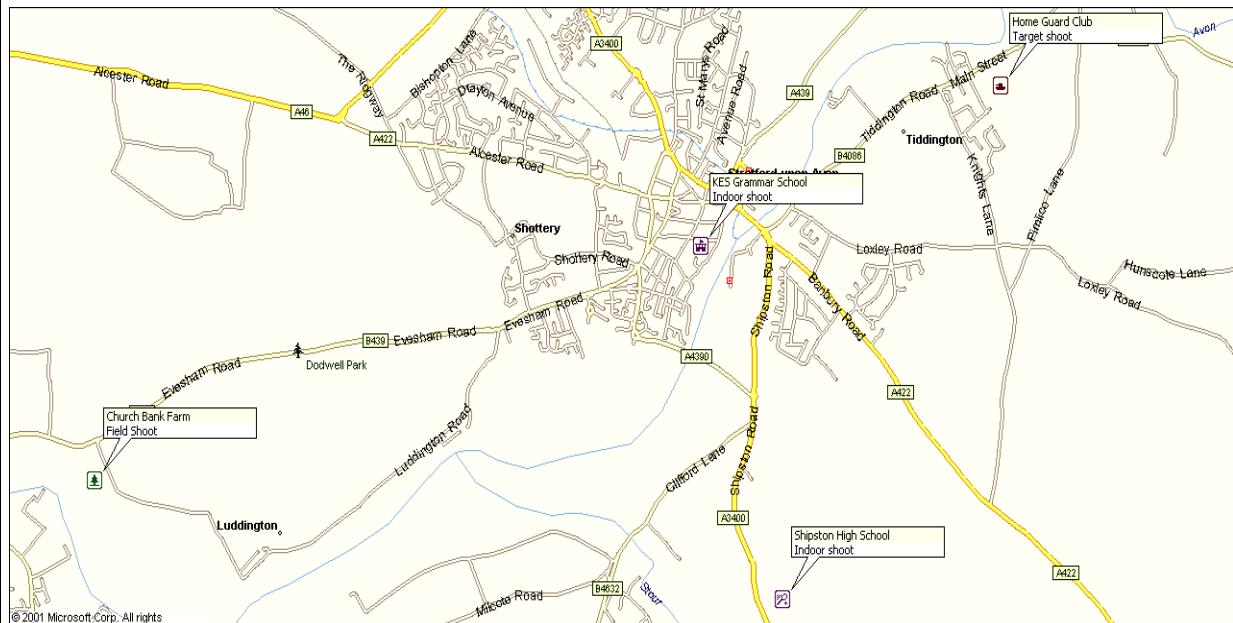 Home Guard Club
Target shoot
Avon
A3400
St Marys Road
Bishopton Lane
The Ridgway
Alcester Road
Main Street
Avenue Road
A439
Drayton Avenue
Tiddington Road
A46
Tiddington
A422
B4086
Alcester Road
Stratford-upon-Avon
KES Grammar School
Indoor shoot
Knights Lane
Pimlico Lane
Shottery
Loxley Road
Shottery Road
Hunscote Lane
Loxley Road
Shipston Road
Banbury Road
Evesham Road
Evesham Road
B439
A4390
Dodwell Park
Evesham Road
A422
Church Bank Farm
Field Shoot
Luddington Road
Shipston Road
Clifford Lane
A3400
Luddington
Shipston High School
Indoor shoot
A422
B4632
Stour
Milcote Road
© 2001 Microsoft Corp. All rights